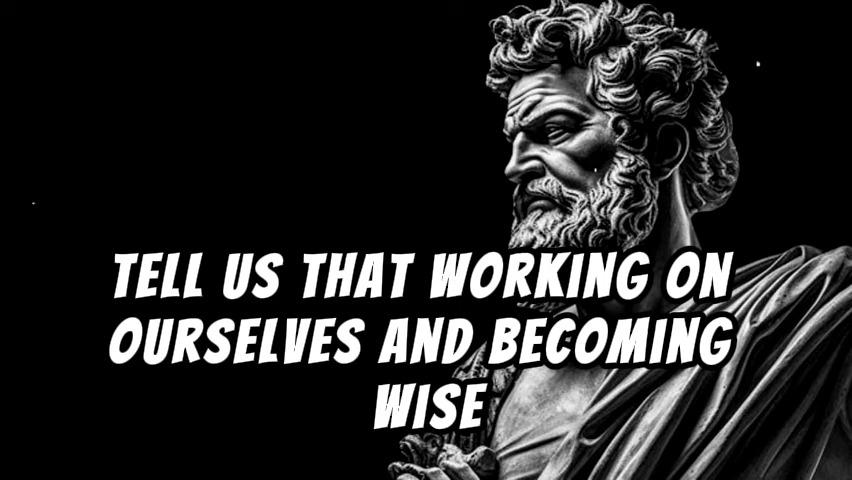 TELL US THAT WORKING ON
OURSELVES AND BECOMING
WISE